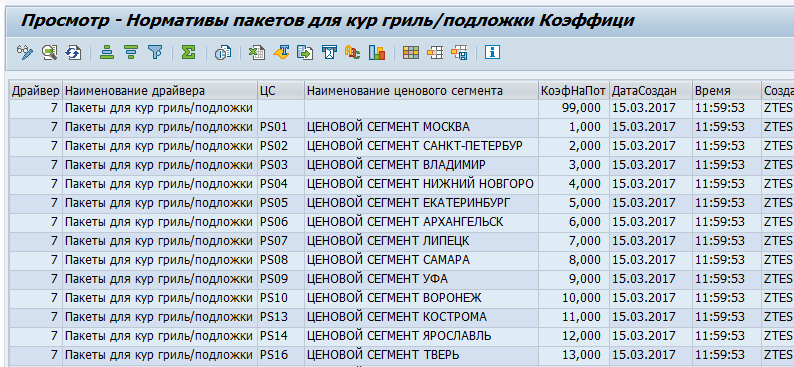 Просмотр - Нормативы пакетов для кур гриль/подложки Коэффици
Драйвер Наименование драйвера ЦС Наименование ценового сегмента КоэфНаПот ДатаСоздан Время Созда
7 Пакеты для кур гриль/подложки 99,000 15.03.2017 11:59:53 ZTES
7 Пакеты для кур гриль/подложки PS01 ЦЕНОВОЙ СЕГМЕНТ МОСКВА 1,000 15.03.2017 11:59:53 ZTES
7 Пакеты для кур гриль/подложки PS02 ЦЕНОВОЙ СЕГМЕНТ САНКТ-ПЕТЕРБУР 2,000 15.03.2017 11:59:53 ZTES
7 Пакеты для кур гриль/подложки PS03 ЦЕНОВОЙ СЕГМЕНТ ВЛАДИМИР 3,000 15.03.2017 11:59:53 ZTES
7 Пакеты для кур гриль/подложки PS04 ЦЕНОВОЙ СЕГМЕНТ НИЖНИЙ НОВГОРО 4,000 15.03.2017 11:59:53 ZTES
7 Пакеты для кур гриль/подложки PS05 ЦЕНОВОЙ СЕГМЕНТ ЕКАТЕРИНБУРГ 5,000 15.03.2017 11:59:53 ZTES
7 Пакеты для кур гриль/подложки PS06 ЦЕНОВОЙ СЕГМЕНТ АРХАНГЕЛЬСК 6,000 15.03.2017 11:59:53 ZTES
7 Пакеты для кур гриль/подложки PS07 ЦЕНОВОЙ СЕГМЕНТ ЛИПЕЦК 7,000 15.03.2017 11:59:53 ZTES
7 Пакеты для кур гриль/подложки PS08 ЦЕНОВОЙ СЕГМЕНТ САМАРА 8,000 15.03.2017 11:59:53 ZTES
7 Пакеты для кур гриль/подложки PS09 ЦЕНОВОЙ СЕГМЕНТ УФА 9,000 15.03.2017 11:59:53 ZTES
7 Пакеты для кур гриль/подложки PS10 ЦЕНОВОЙ СЕГМЕНТ ВОРОНЕЖ 10,000 15.03.2017 11:59:53 ZTES
7 Пакеты для кур гриль/подложки PS13 ЦЕНОВОЙ СЕГМЕНТ КОСТРОМА 11,000 15.03.2017 11:59:53 ZTES
7 Пакеты для кур гриль/подложки PS14 ЦЕНОВОЙ СЕГМЕНТ ЯРОСЛАВЛЬ 12,000 15.03.2017 11:59:53 ZTES
7 Пакеты для кур гриль/подложки PS16 ЦЕНОВОЙ СЕГМЕНТ ТВЕРЬ 13,000 15.03.2017 11:59:53 ZTES